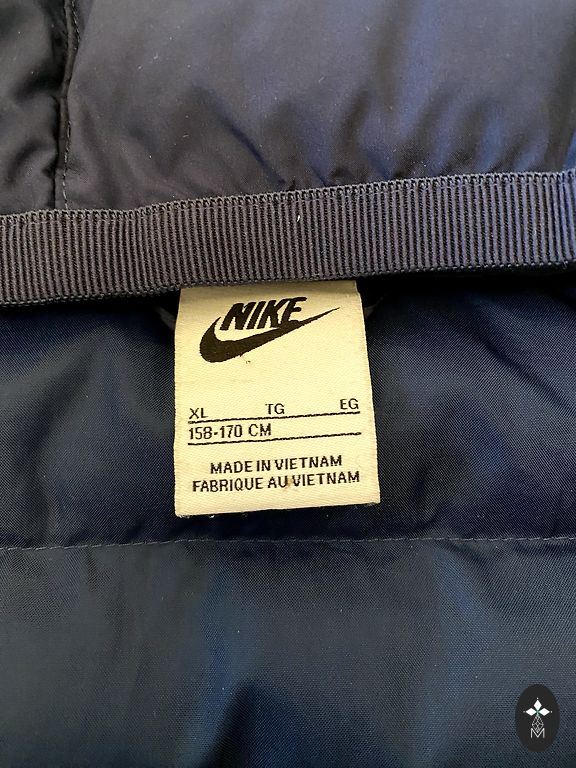 NIKE
XL TG EG
158-170 CM
MADE IN VIETNAM
FABRIQUE AU VIETNAM
M